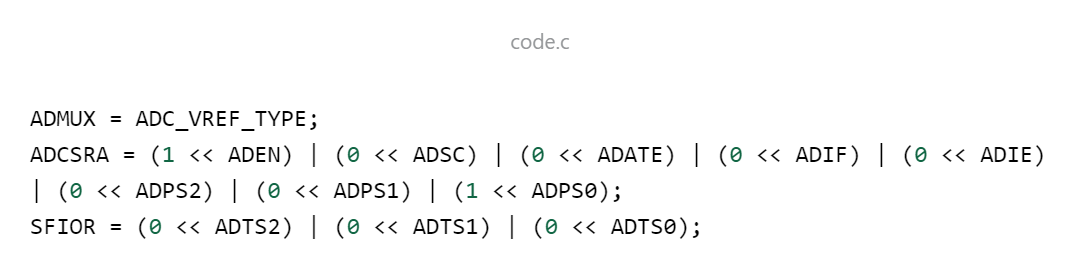 code.c
ADMUX = ADC_VREF_TYPE;
ADCSRA = (1 << ADEN) | (0 << ADSC) | (0 << ADATE) | (0 << ADIF) | (0 << ADIE)
| (0 << ADPS2) | (0 << ADPS1) | (1 << ADPS0);
SFIOR = (0 << ADTS2) | (0 << ADTS1) | (0 << ADTS0);